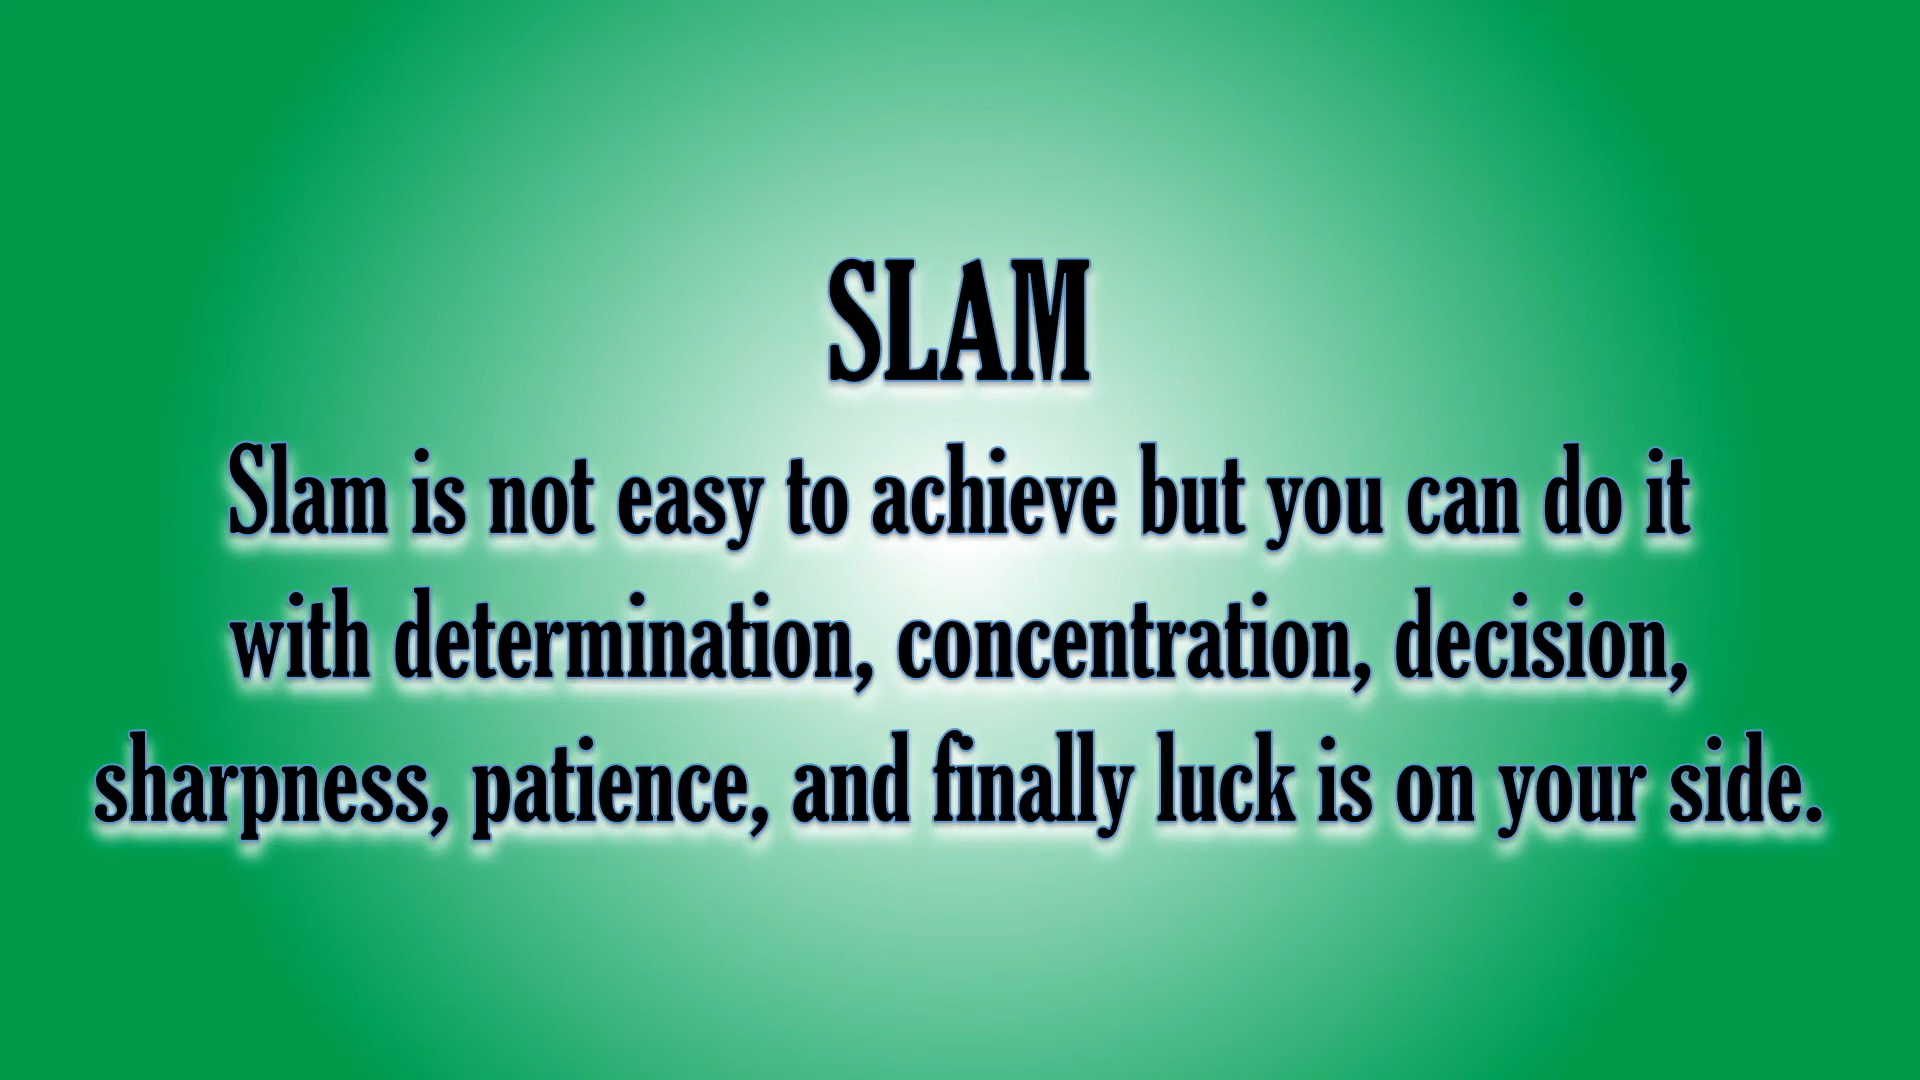 SLAM
Slam is not easy to achieve but you can do it
with determination, concentration, decision,
sharpness, patience, and finally luck is on your side.